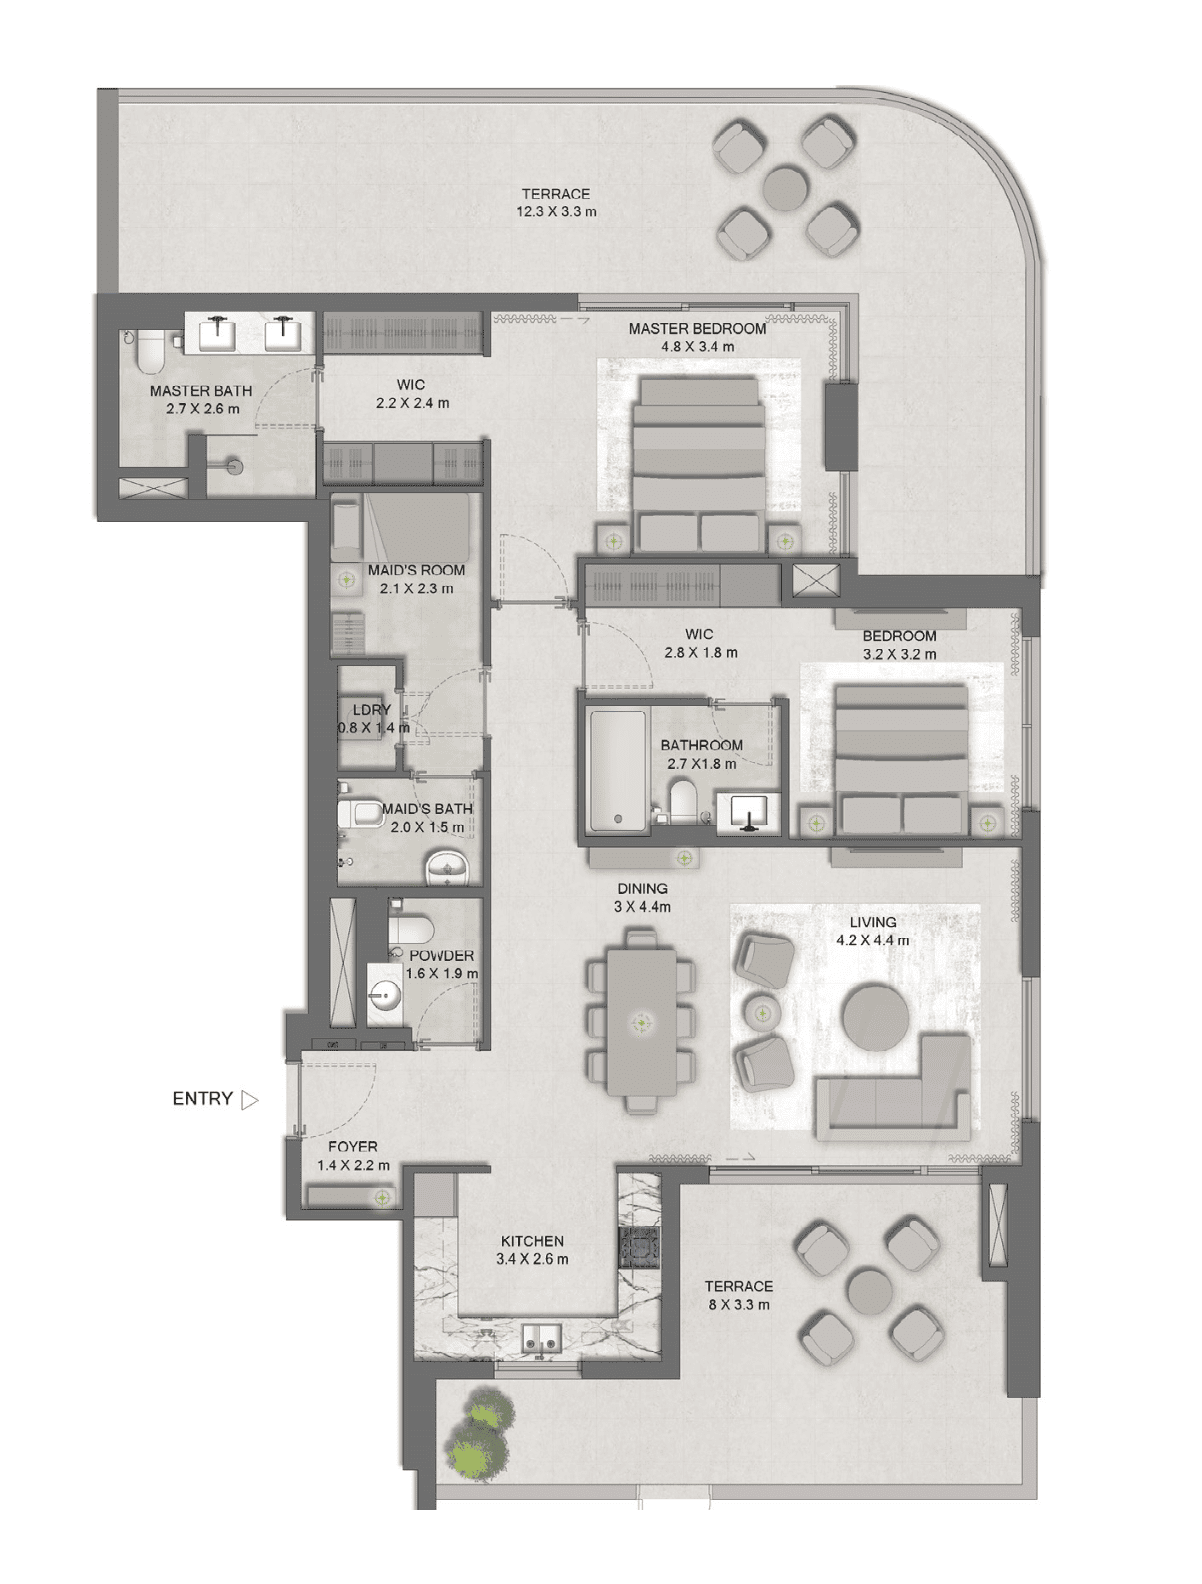 TERRACE
12.3 X 3.3 m
MASTER BEDROOM
4.8 X 3.4 m
MASTER BATH
2.7 X 2.6 m
WIC
2.2 X 2.4 m
MAID'S ROOM
2.1 X 2.3 m
WIC
2.8 X 1.8 m
BEDROOM
3.2 X 3.2 m
LDRY
0.8 X 1.4 m
BATHROOM
2.7 X1.8 m
MAID'S BATH
2.0 X 1.5 m
DINING
3 X 4.4m
LIVING
4.2 X 4.4 m
POWDER
1.6 X 1.9 m
ENTRY
FOYER
1.4 X 2.2 m
KITCHEN
3.4 X 2.6 m
TERRACE
8 X 3.3 m